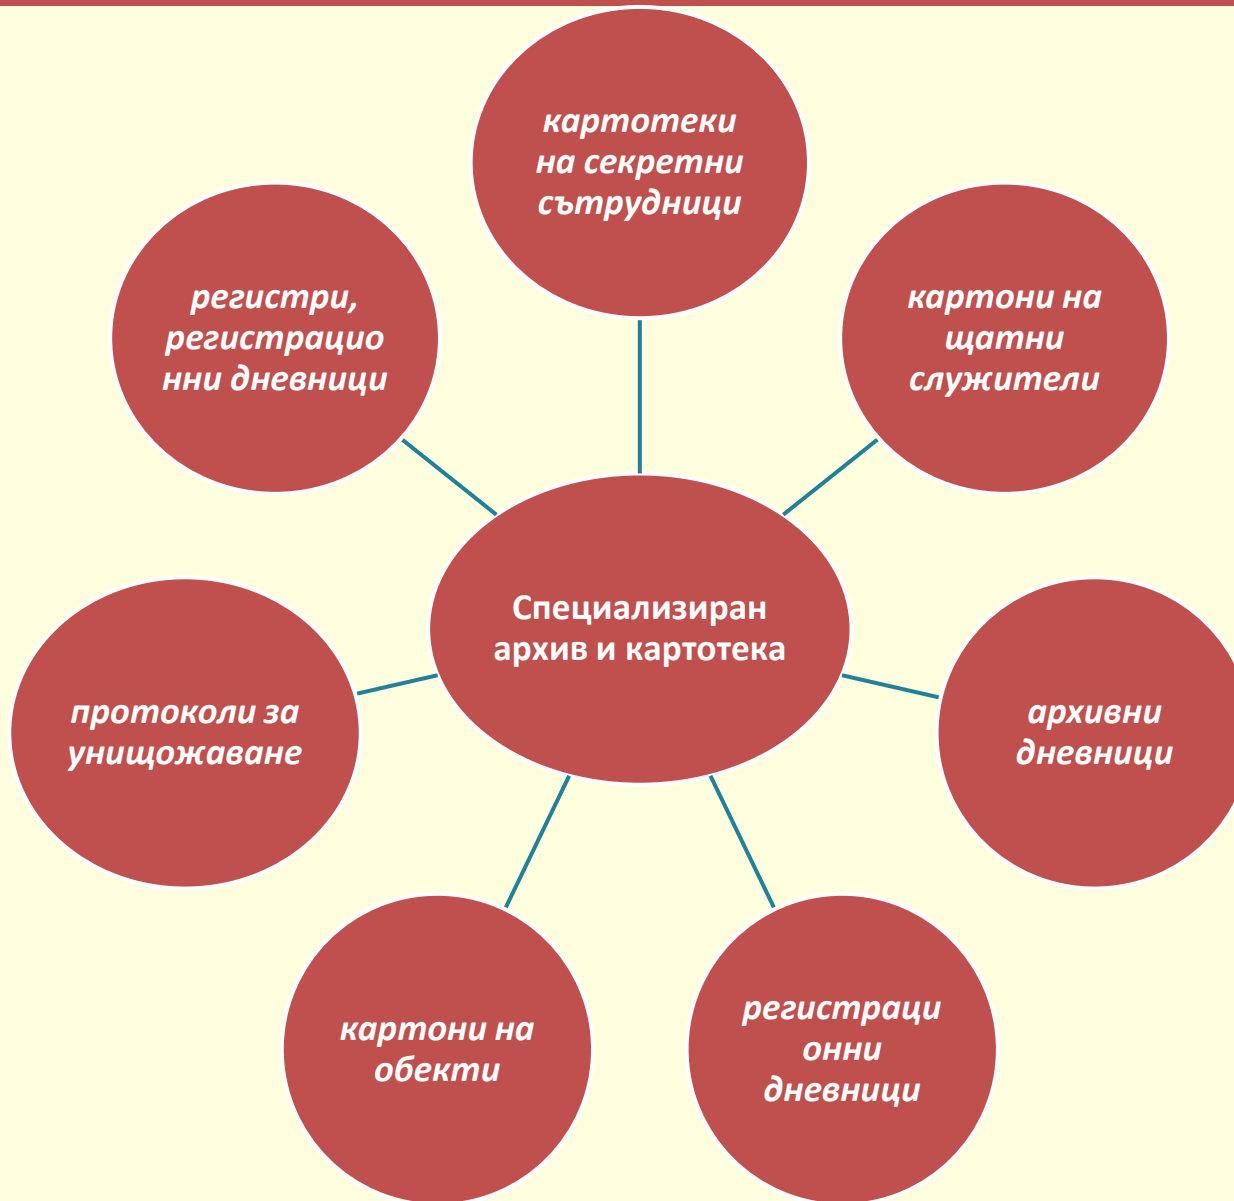 картотеки
на секретни
сътрудници
картони на
щатни
служители
архивни
дневници
регистраци
онни
дневници
картони на
обекти
протоколи за
унищожаване
регистри,
регистрацио
нни дневници
Специализиран
архив и картотека